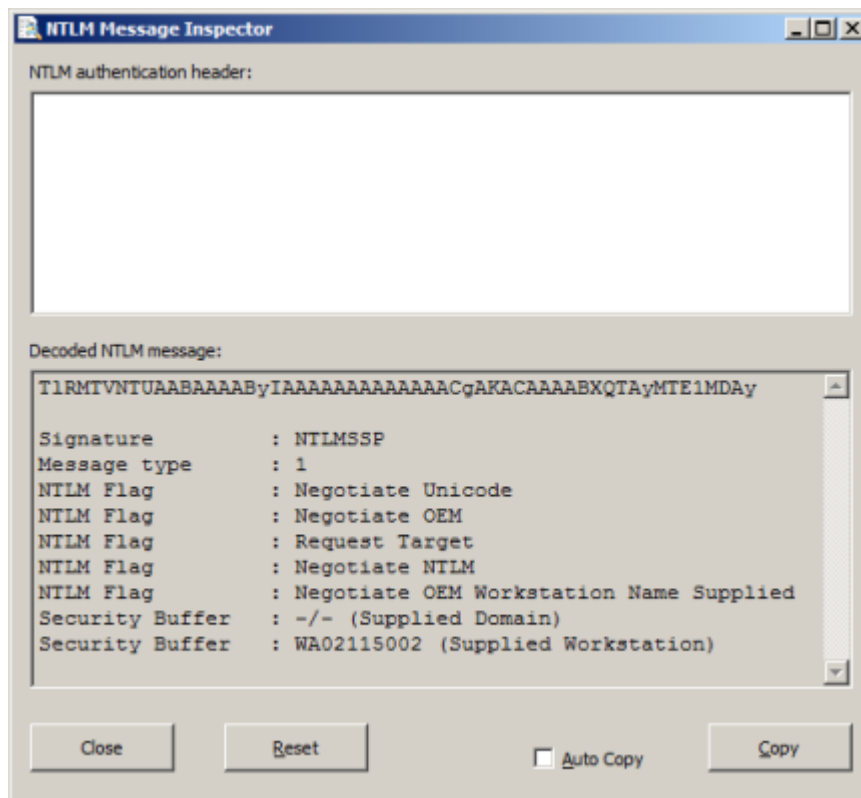 NTLM Message Inspector
NTLM authentication header:
Decoded NTLM message:
TlRMTVNTUAABAAAAByIAAAAAAAAAAAAACgAKACAAAABXQTAyMTE1MDAy
Signature : NTLMSSP
Message type : 1
NTLM Flag : Negotiate Unicode
NTLM Flag : Negotiate OEM
NTLM Flag : Request Target
NTLM Flag : Negotiate NTLM
NTLM Flag : Negotiate OEM Workstation Name Supplied
Security Buffer : -/- (Supplied Domain)
Security Buffer : WA02115002 (Supplied Workstation)
Close Reset Auto Copy Copy